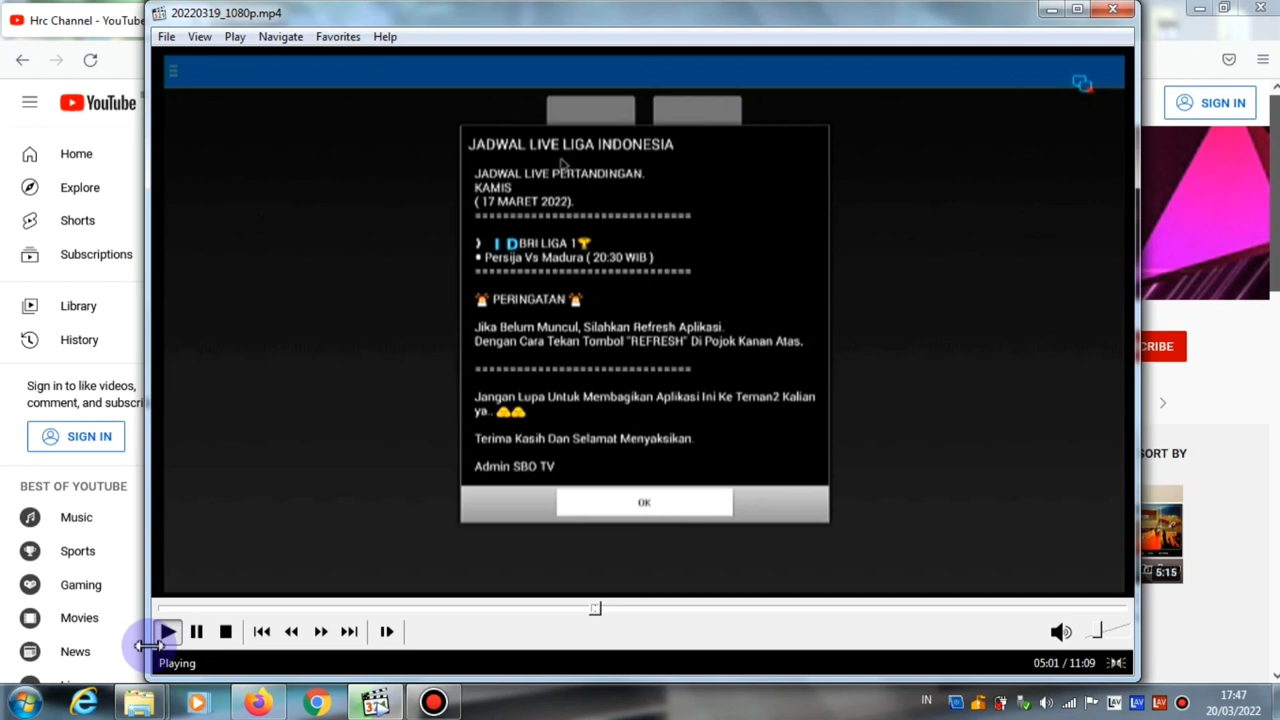 Hrc Channel - YouTube
20220319_1080p.mp4
File View Play Navigate Favorites Help
YouTube
SIGN IN
Home
Explore
Shorts
Subscriptions
Library
History
Sign in to like videos,
comment, and subscri
SIGN IN
BEST OF YOUTUBE
Music
Sports
Gaming
Movies
News
JADWAL LIVE LIGA INDONESIA
JADWAL LIVE PERTANDINGAN.
KAMIS
( 17 MARET 2022).
===============================
》 🇮🇩BRI LIGA 1🏆
• Persija Vs Madura ( 20:30 WIB )
===============================
PERINGATAN
Jika Belum Muncul, Silahkan Refresh Aplikasi.
Dengan Cara Tekan Tombol "REFRESH" Di Pojok Kanan Atas.
===============================
Jangan Lupa Untuk Membagikan Aplikasi Ini Ke Teman2 Kalian
ya..
Terima Kasih Dan Selamat Menyaksikan.
Admin SBO TV
OK
CRIBE
SORT BY
5:15
Playing
05:01 / 11:09
IN
LAV LAV LAV
17:47
20/03/2022